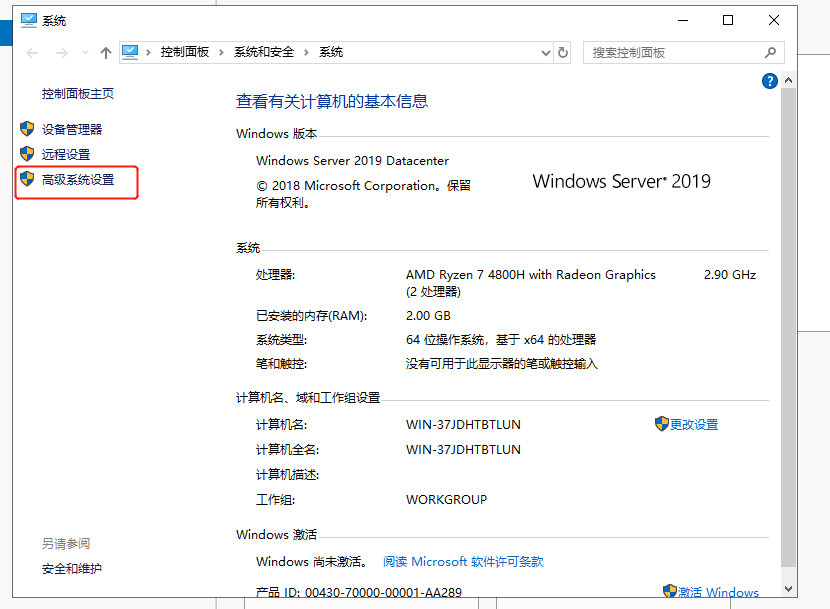 系统
控制面板 系统和安全 系统
搜索控制面板
控制面板主页
设备管理器
远程设置
高级系统设置
查看有关计算机的基本信息
Windows 版本
Windows Server 2019 Datacenter
© 2018 Microsoft Corporation。保留
所有权利。
Windows Server® 2019
系统
处理器: AMD Ryzen 7 4800H with Radeon Graphics 2.90 GHz
(2 处理器)
已安装的内存(RAM): 2.00 GB
系统类型: 64 位操作系统，基于 x64 的处理器
笔和触控: 没有可用于此显示器的笔或触控输入
计算机名、域和工作组设置
计算机名: WIN-37JDHTBTLUN 更改设置
计算机全名: WIN-37JDHTBTLUN
计算机描述:
工作组: WORKGROUP
Windows 激活
Windows 尚未激活。 阅读 Microsoft 软件许可条款
产品 ID: 00430-70000-00001-AA289 激活 Windows
另请参阅
安全和维护